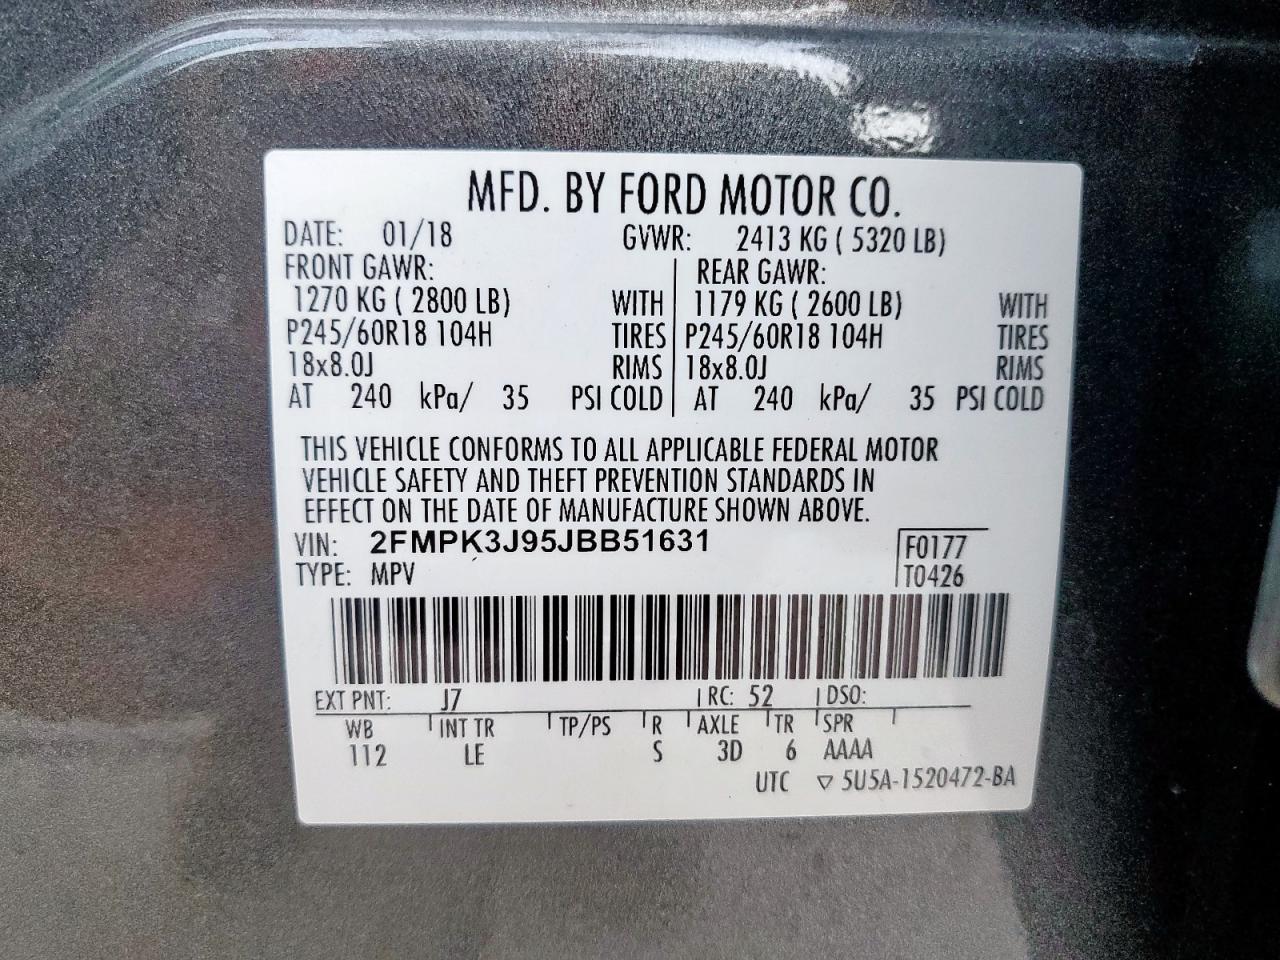 MFD. BY FORD MOTOR CO.
DATE: 01/18 GVWR: 2413 KG ( 5320 LB)
FRONT GAWR: REAR GAWR:
1270 KG ( 2800 LB) WITH 1179 KG ( 2600 LB) WITH
P245/60R18 104H TIRES P245/60R18 104H TIRES
18x8.0J RIMS 18x8.0J RIMS
AT 240 kPa/ 35 PSI COLD AT 240 kPa/ 35 PSI COLD
THIS VEHICLE CONFORMS TO ALL APPLICABLE FEDERAL MOTOR
VEHICLE SAFETY AND THEFT PREVENTION STANDARDS IN
EFFECT ON THE DATE OF MANUFACTURE SHOWN ABOVE.
VIN: 2FMPK3J95JBB51631 F0177
TYPE: MPV T0426
EXT PNT: J7 RC: 52 DSO:
WB INT TR TP/PS R AXLE TR SPR
112 LE S 3D 6 AAAA
UTC ▽ 5U5A-1520472-BA